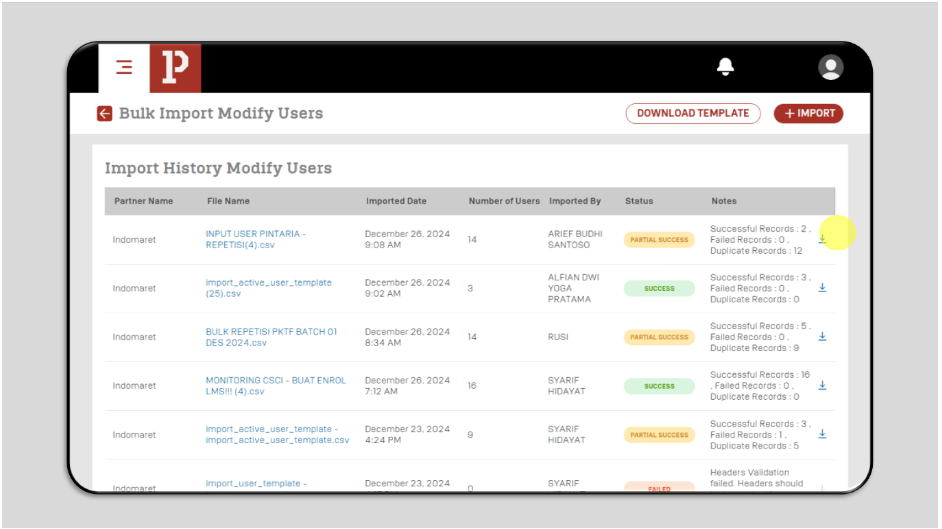 P
Bulk Import Modify Users
DOWNLOAD TEMPLATE
+ IMPORT
Import History Modify Users
Partner Name File Name Imported Date Number of Users Imported By Status Notes
Indomaret
INPUT USER PINTARIA -
REPETISI(4).csv
December 26, 2024
9:08 AM
14
ARIEF BUDHI
SANTOSO
PARTIAL SUCCESS
Successful Records : 2 ,
Failed Records : 0 ,
Duplicate Records : 12
Indomaret
import_active_user_template
(25).csv
December 26, 2024
9:02 AM
3
ALFIAN DWI
YOGA
PRATAMA
SUCCESS
Successful Records : 3 ,
Failed Records : 0 ,
Duplicate Records : 0
Indomaret
BULK REPETISI PKTF BATCH 01
DES 2024.csv
December 26, 2024
8:34 AM
14
RUSI
PARTIAL SUCCESS
Successful Records : 5 ,
Failed Records : 0 ,
Duplicate Records : 9
Indomaret
MONITORING CSCI - BUAT ENROL
LMS!!! (4).csv
December 26, 2024
7:12 AM
16
SYARIF
HIDAYAT
SUCCESS
Successful Records : 16
, Failed Records : 0 ,
Duplicate Records : 0
Indomaret
import_active_user_template -
import_active_user_template.csv
December 23, 2024
4:24 PM
9
SYARIF
HIDAYAT
PARTIAL SUCCESS
Successful Records : 3 ,
Failed Records : 1 ,
Duplicate Records : 5
Indomaret
import_user_template -
December 23, 2024
0
SYARIF
FAILED
Headers Validation
failed. Headers should